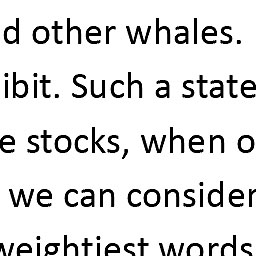 d other whales.
ibit. Such a state
e stocks, when o
we can consider
weightiest words